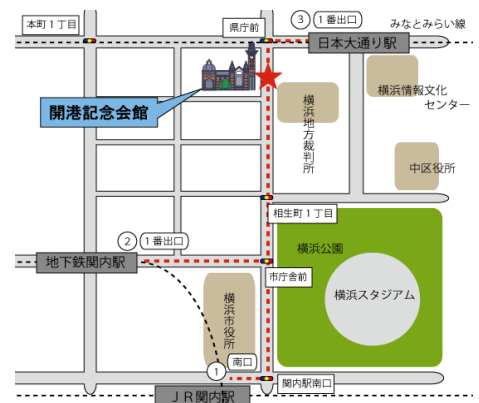 本町1丁目
県庁前
③
1番出口
みなとみらい線
日本大通り駅
開港記念会館
横浜地方裁判所
横浜情報文化
センター
中区役所
相生町1丁目
②
1番出口
地下鉄関内駅
市庁舎前
横浜公園
横浜スタジアム
横浜市役所
南口
①
関内駅南口
JR関内駅